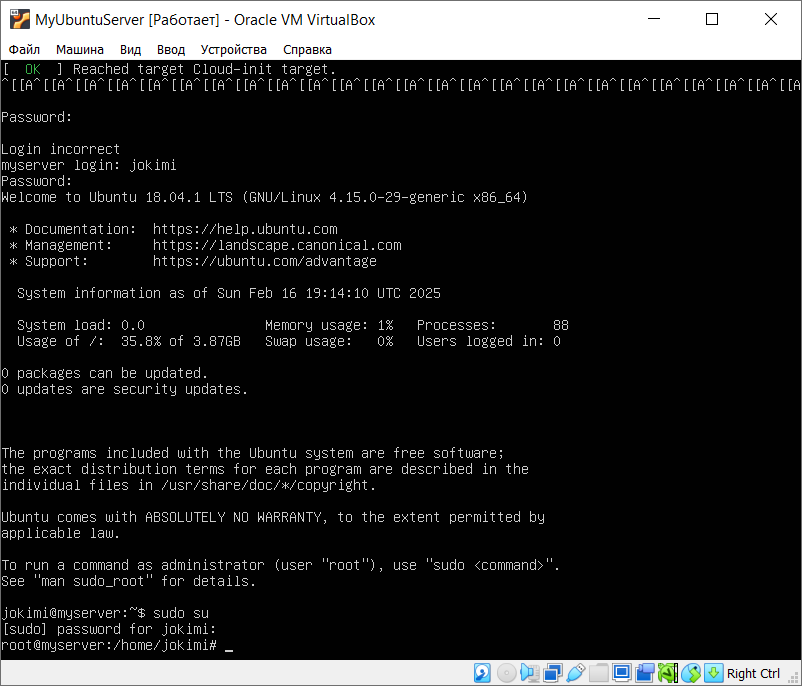 MyUbuntuServer [Работает] - Oracle VM VirtualBox
Файл Машина Вид Ввод Устройства Справка
[  OK  ] Reached target Cloud-init target.
^[[A^[[A^[[A^[[A^[[A^[[A^[[A^[[A^[[A^[[A^[[A^[[A^[[A^[[A^[[A^[[A^[[A^[[A^[[A^[[A^[[A^[[A^[[A^[[A^[[A
Password:
Login incorrect
myserver login: jokimi
Password:
Welcome to Ubuntu 18.04.1 LTS (GNU/Linux 4.15.0-29-generic x86_64)
 * Documentation:  https://help.ubuntu.com
 * Management:     https://landscape.canonical.com
 * Support:        https://ubuntu.com/advantage
  System information as of Sun Feb 16 19:14:10 UTC 2025
  System load: 0.0               Memory usage: 1%   Processes:       88
  Usage of /:  35.8% of 3.87GB   Swap usage:   0%   Users logged in: 0
0 packages can be updated.
0 updates are security updates.
The programs included with the Ubuntu system are free software;
the exact distribution terms for each program are described in the
individual files in /usr/share/doc/*/copyright.
Ubuntu comes with ABSOLUTELY NO WARRANTY, to the extent permitted by
applicable law.
To run a command as administrator (user "root"), use "sudo <command>".
See "man sudo_root" for details.
jokimi@myserver:~$ sudo su
[sudo] password for jokimi:
root@myserver:/home/jokimi# _
Right Ctrl